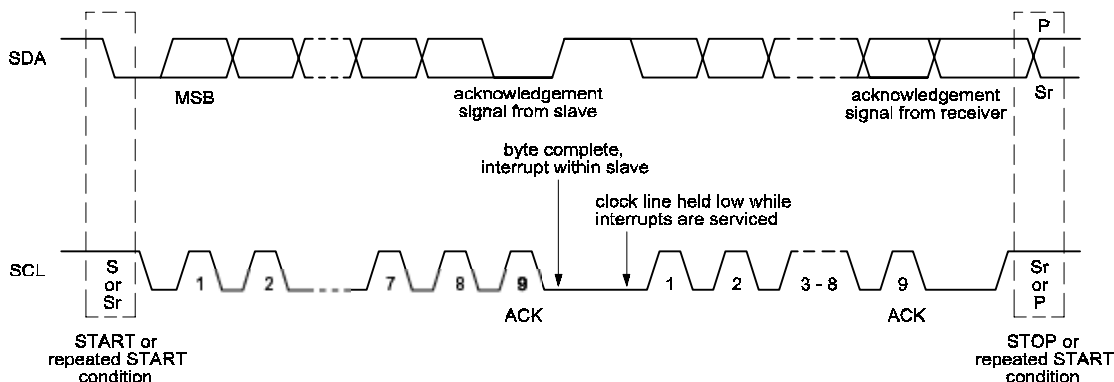 P
SDA
MSB
acknowledgement
signal from slave
acknowledgement
signal from receiver
Sr
byte complete,
interrupt within slave
clock line held low while
interrupts are serviced
SCL
S
or
Sr
1
2
7
8
9
1
2
3 - 8
9
Sr
or
P
ACK
ACK
START or
repeated START
condition
STOP or
repeated START
condition